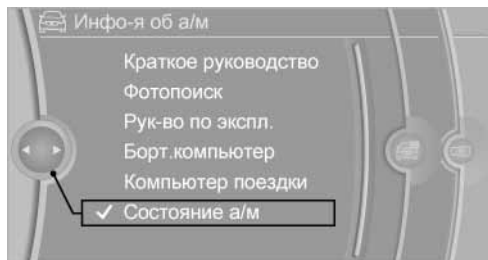 Инфо-я об а/м
Краткое руководство
Фотопоиск
Рук-во по экспл.
Борт.компьютер
Компьютер поездки
Состояние а/м